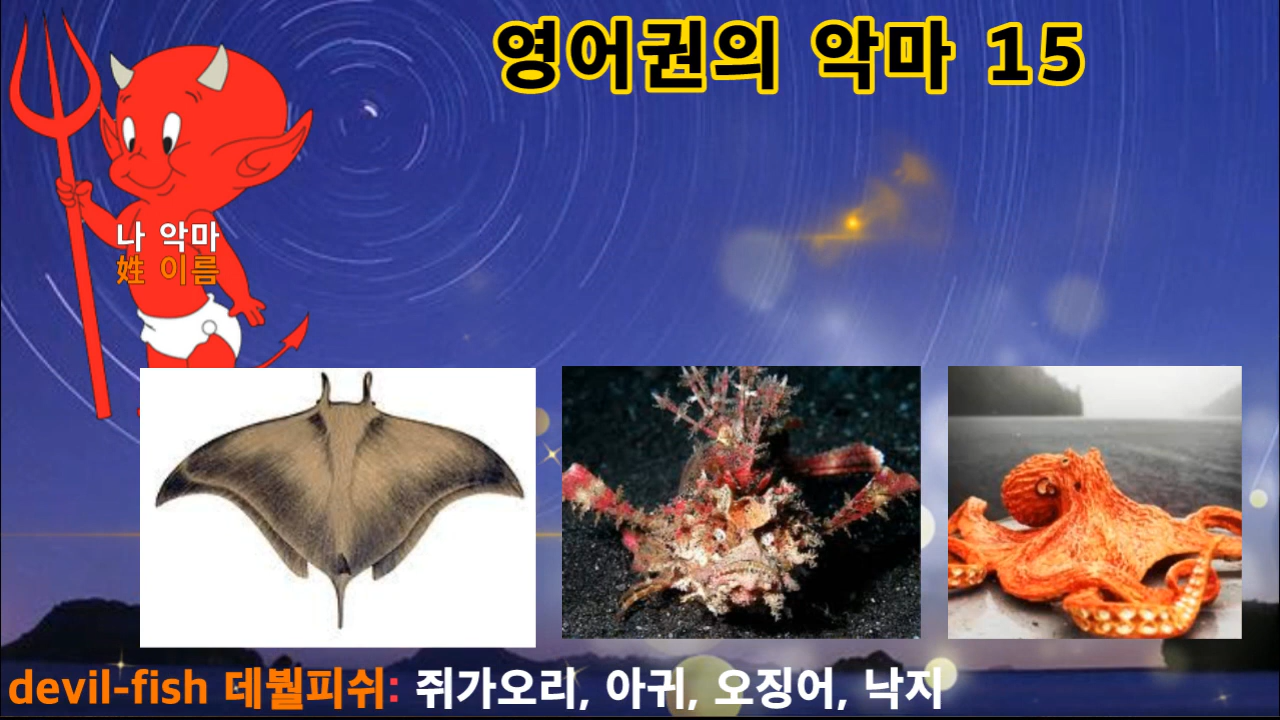 영어권의 악마 15
나 악마
姓 이름
devil-fish 데뷜피쉬: 쥐가오리, 아귀, 오징어, 낙지